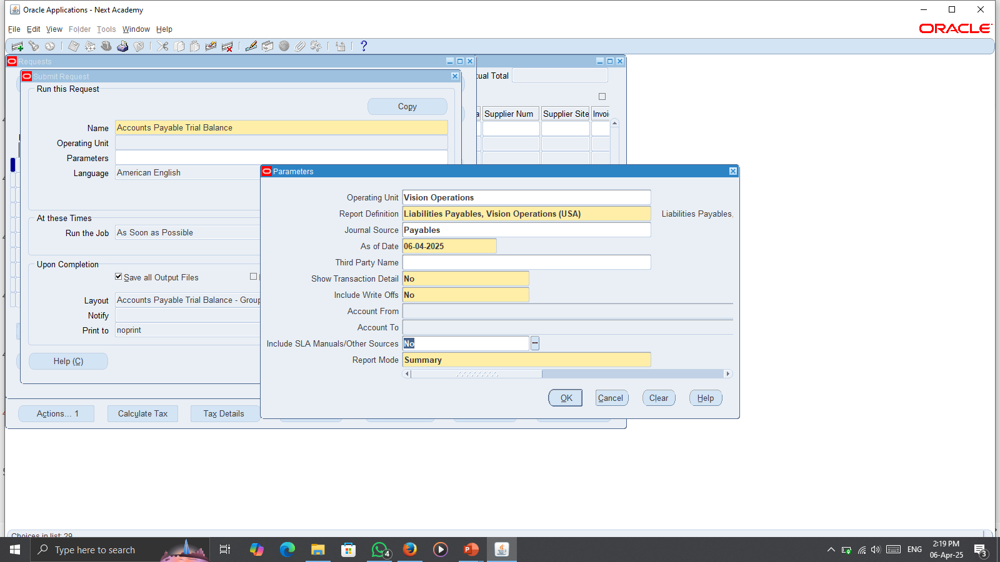 Oracle Applications - Next Academy
File Edit View Folder Tools Window Help
ORACLE
Requests
Submit Request
Run this Request
Copy
Name Accounts Payable Trial Balance
Operating Unit
Parameters
Language American English
At these Times
Run the Job As Soon as Possible
Upon Completion
Save all Output Files
Layout Accounts Payable Trial Balance - Group
Notify
Print to noprint
Help (C)
Actions... 1 Calculate Tax Tax Details
tual Total
Supplier Num Supplier Site Invoi
Parameters
Operating Unit Vision Operations
Report Definition Liabilities Payables, Vision Operations (USA) Liabilities Payables,
Journal Source Payables
As of Date 06-04-2025
Third Party Name
Show Transaction Detail No
Include Write Offs No
Account From
Account To
Include SLA Manuals/Other Sources No
Report Mode Summary
OK Cancel Clear Help
Choices in list: 29
Type here to search
4
ENG
2:19 PM
06-Apr-25
3